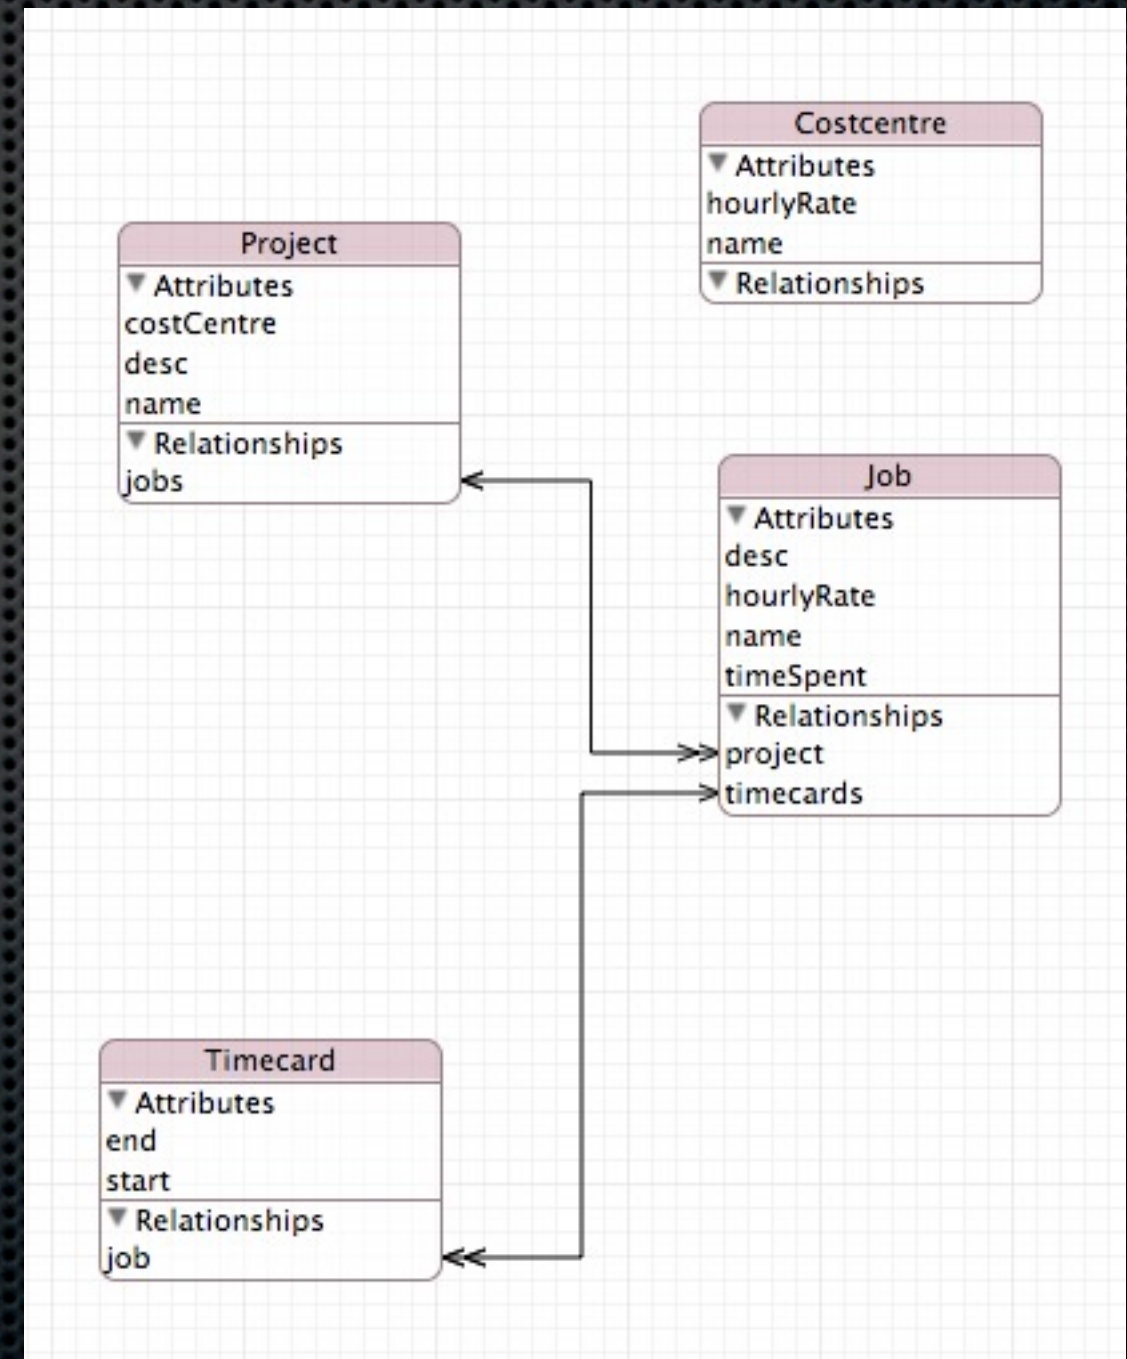 Costcentre
Attributes
hourlyRate
name
Relationships
Project
Attributes
costCentre
desc
name
Relationships
jobs
Job
Attributes
desc
hourlyRate
name
timeSpent
Relationships
project
timecards
Timecard
Attributes
end
start
Relationships
job